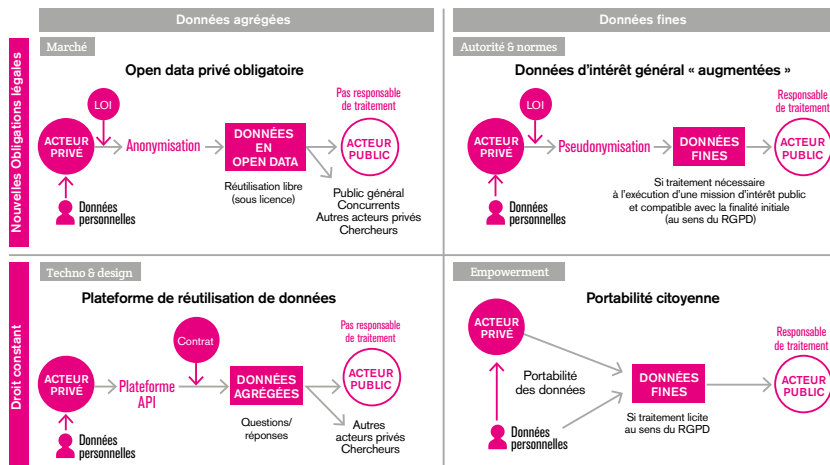 Données agrégées
Données fines
Nouvelles Obligations légales
Marché
Open data privé obligatoire
LOI
ACTEUR
PRIVÉ
Anonymisation
DONNÉES
EN
OPEN DATA
Pas responsable
de traitement
ACTEUR
PUBLIC
Réutilisation libre
(sous licence)
Public général
Concurrents
Autres acteurs privés
Chercheurs
Données
personnelles
Autorité & normes
Données d'intérêt général « augmentées »
LOI
ACTEUR
PRIVÉ
Pseudonymisation
DONNÉES
FINES
Responsable
de traitement
ACTEUR
PUBLIC
Si traitement nécessaire
à l'exécution d'une mission d'intérêt public
et compatible avec la finalité initiale
(au sens du RGPD)
Données
personnelles
Droit constant
Techno & design
Plateforme de réutilisation de données
Contrat
ACTEUR
PRIVÉ
Plateforme
API
DONNÉES
AGRÉGÉES
Pas responsable
de traitement
ACTEUR
PUBLIC
Questions/
réponses
Autres
acteurs privés
Chercheurs
Données
personnelles
Empowerment
Portabilité citoyenne
ACTEUR
PRIVÉ
Portabilité
des données
DONNÉES
FINES
Responsable
de traitement
ACTEUR
PUBLIC
Si traitement licite
au sens du RGPD
Données
personnelles